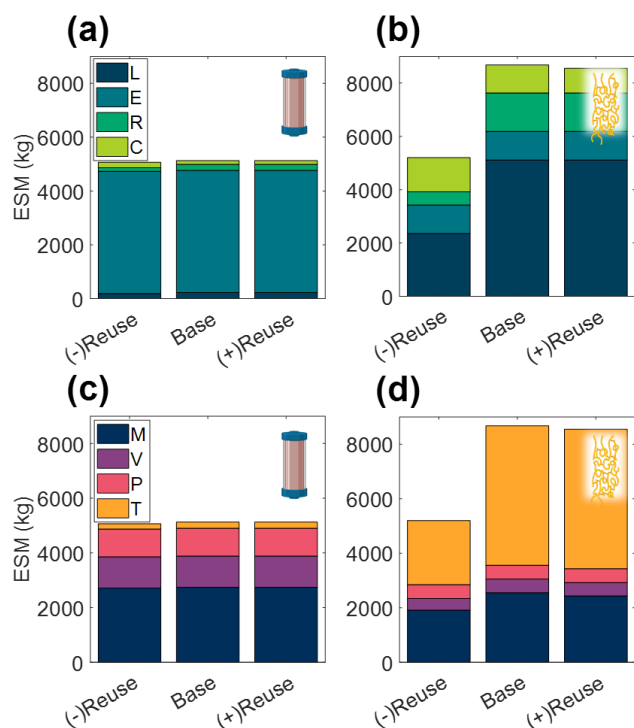 (a)
(b)
L
E
R
C
ESM (kg)
8000
6000
4000
2000
0
(-)Reuse
Base
(+)Reuse
8000
6000
4000
2000
0
(-)Reuse
Base
(+)Reuse
(c)
(d)
M
V
P
T
ESM (kg)
8000
6000
4000
2000
0
(-)Reuse
Base
(+)Reuse
8000
6000
4000
2000
0
(-)Reuse
Base
(+)Reuse